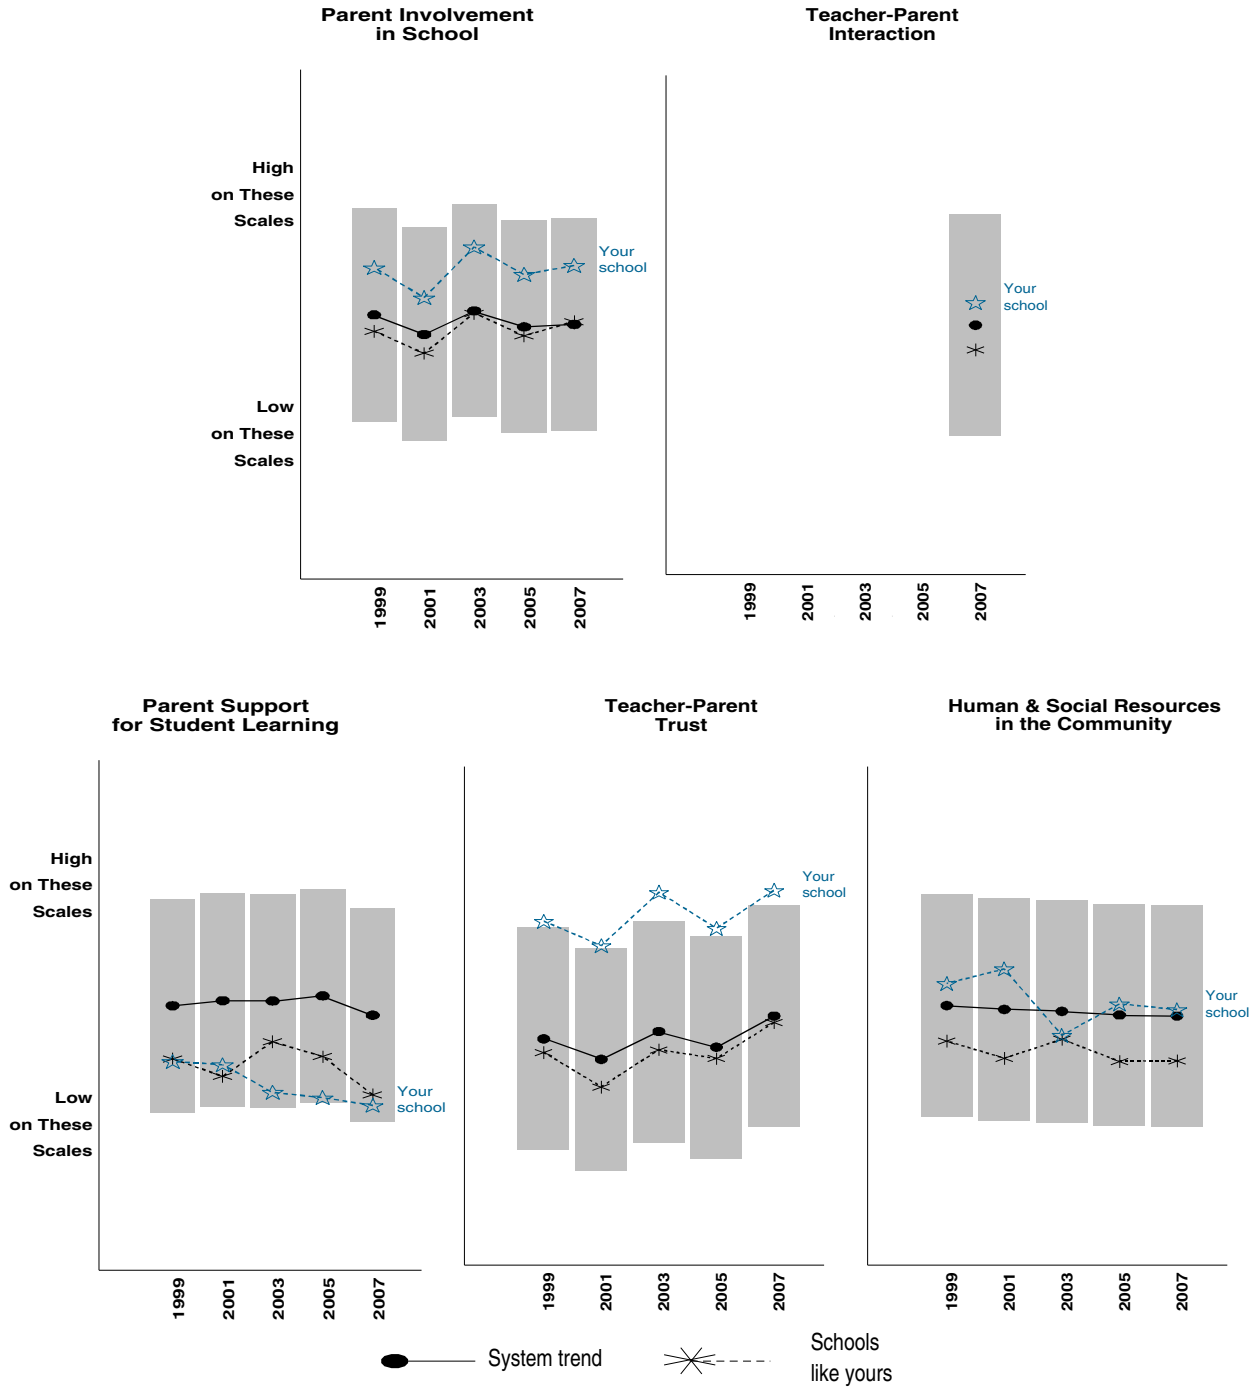 Parent Involvement
in School
Teacher-Parent
Interaction
High
on These
Scales
Low
on These
Scales
Your
school
Your
school
1999
2001
2003
2005
2007
1999
2001
2003
2005
2007
Parent Support
for Student Learning
Teacher-Parent
Trust
Human & Social Resources
in the Community
High
on These
Scales
Low
on These
Scales
Your
school
Your
school
Your
school
1999
2001
2003
2005
2007
1999
2001
2003
2005
2007
1999
2001
2003
2005
2007
System trend
Schools
like yours